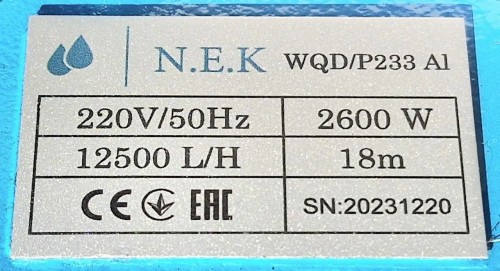 N.E.K WQD/P233 Al
220V/50Hz 2600 W
12500 L/H 18m
CE EAC SN:20231220